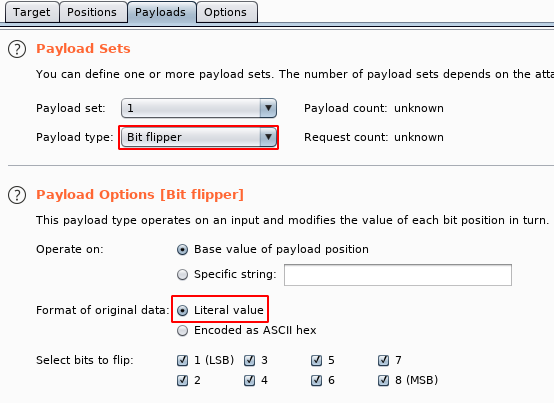 Target Positions Payloads Options
? Payload Sets
You can define one or more payload sets. The number of payload sets depends on the atta
Payload set: 1 Payload count: unknown
Payload type: Bit flipper Request count: unknown
? Payload Options [Bit flipper]
This payload type operates on an input and modifies the value of each bit position in turn.
Operate on: Base value of payload position
Specific string:
Format of original data: Literal value
Encoded as ASCII hex
Select bits to flip: 1 (LSB) 3 5 7
2 4 6 8 (MSB)